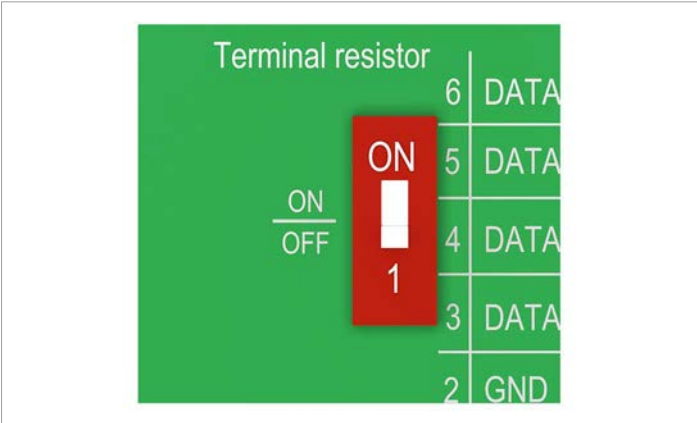 Terminal resistor
6 DATA
ON
5 DATA
ON
OFF
4 DATA
1
3 DATA
2 GND